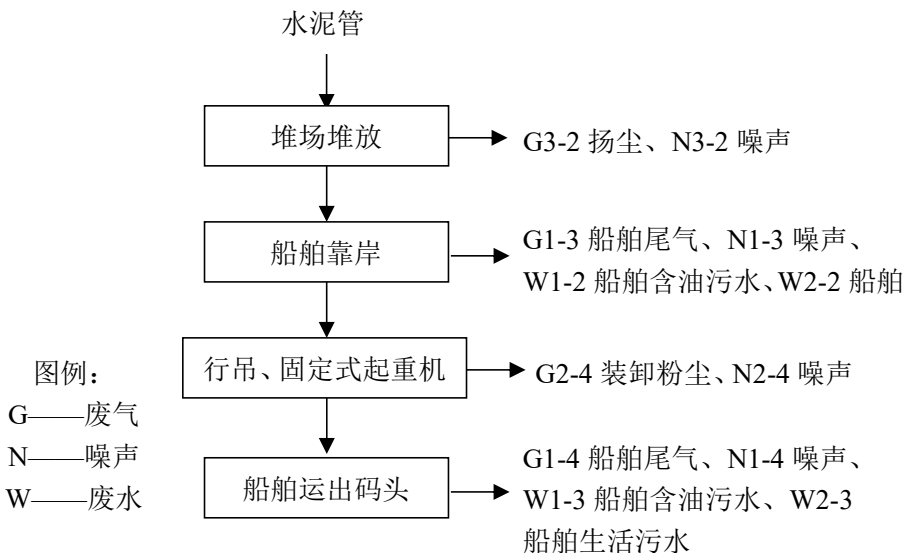 水泥管
堆场堆放
G3-2 扬尘、N3-2 噪声
船舶靠岸
G1-3 船舶尾气、N1-3 噪声、
W1-2 船舶含油污水、W2-2 船舶
行吊、固定式起重机
G2-4 装卸粉尘、N2-4 噪声
船舶运出码头
G1-4 船舶尾气、N1-4 噪声、
W1-3 船舶含油污水、W2-3
船舶生活污水
图例：
G——废气
N——噪声
W——废水